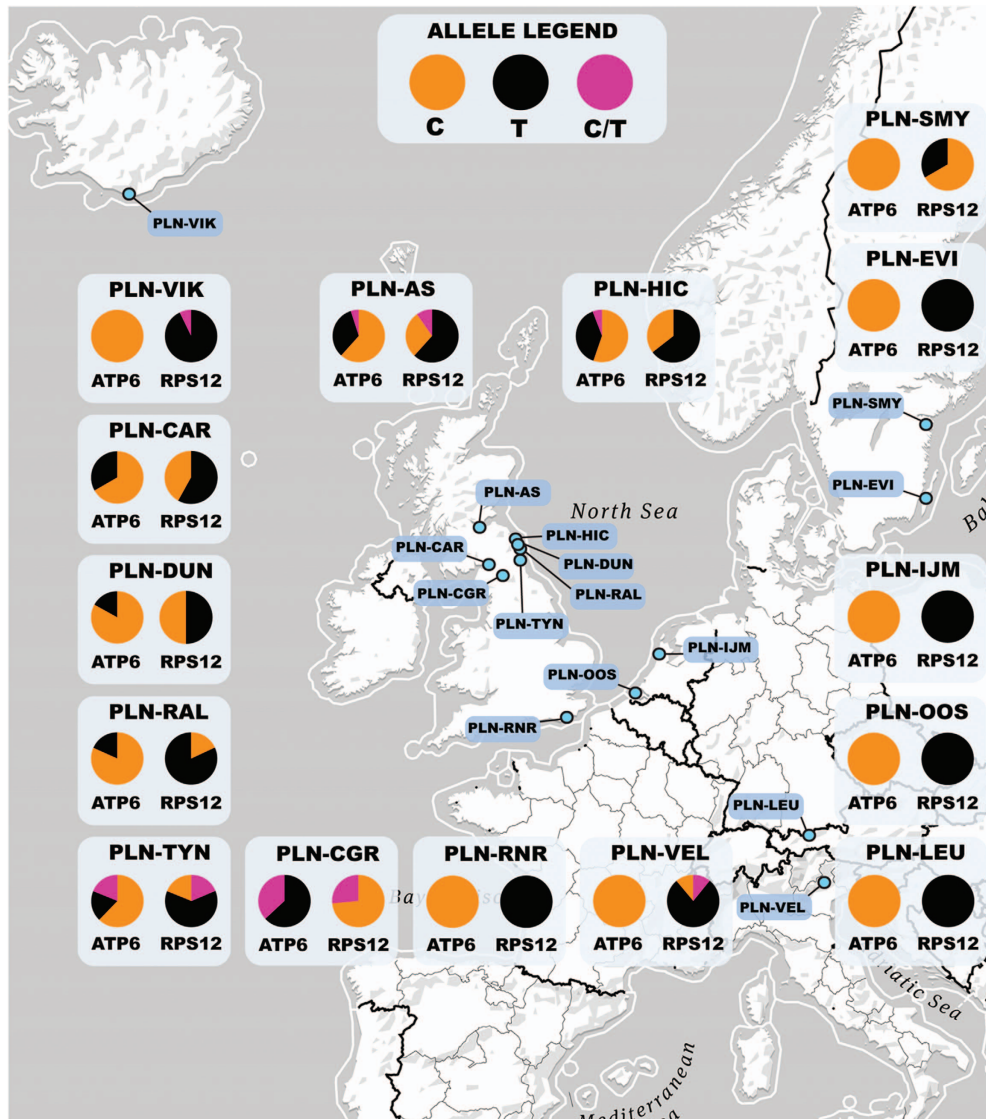 ALLELE LEGEND
C T C/T
PLN-SMY
ATP6 RPS12
PLN-VIK
PLN-EVI
ATP6 RPS12
PLN-VIK
ATP6 RPS12
PLN-AS
ATP6 RPS12
PLN-HIC
ATP6 RPS12
PLN-SMY
PLN-EVI
PLN-CAR
ATP6 RPS12
PLN-AS
North Sea
PLN-HIC
PLN-CAR
PLN-DUN
PLN-CGR
PLN-RAL
PLN-TYN
PLN-DUN
ATP6 RPS12
PLN-IJM
ATP6 RPS12
PLN-IJM
PLN-OOS
PLN-RNR
PLN-RAL
ATP6 RPS12
PLN-OOS
ATP6 RPS12
PLN-LEU
PLN-TYN
ATP6 RPS12
PLN-CGR
ATP6 RPS12
PLN-RNR
ATP6 RPS12
PLN-VEL
ATP6 RPS12
PLN-VEL
PLN-LEU
ATP6 RPS12
Mediterranean